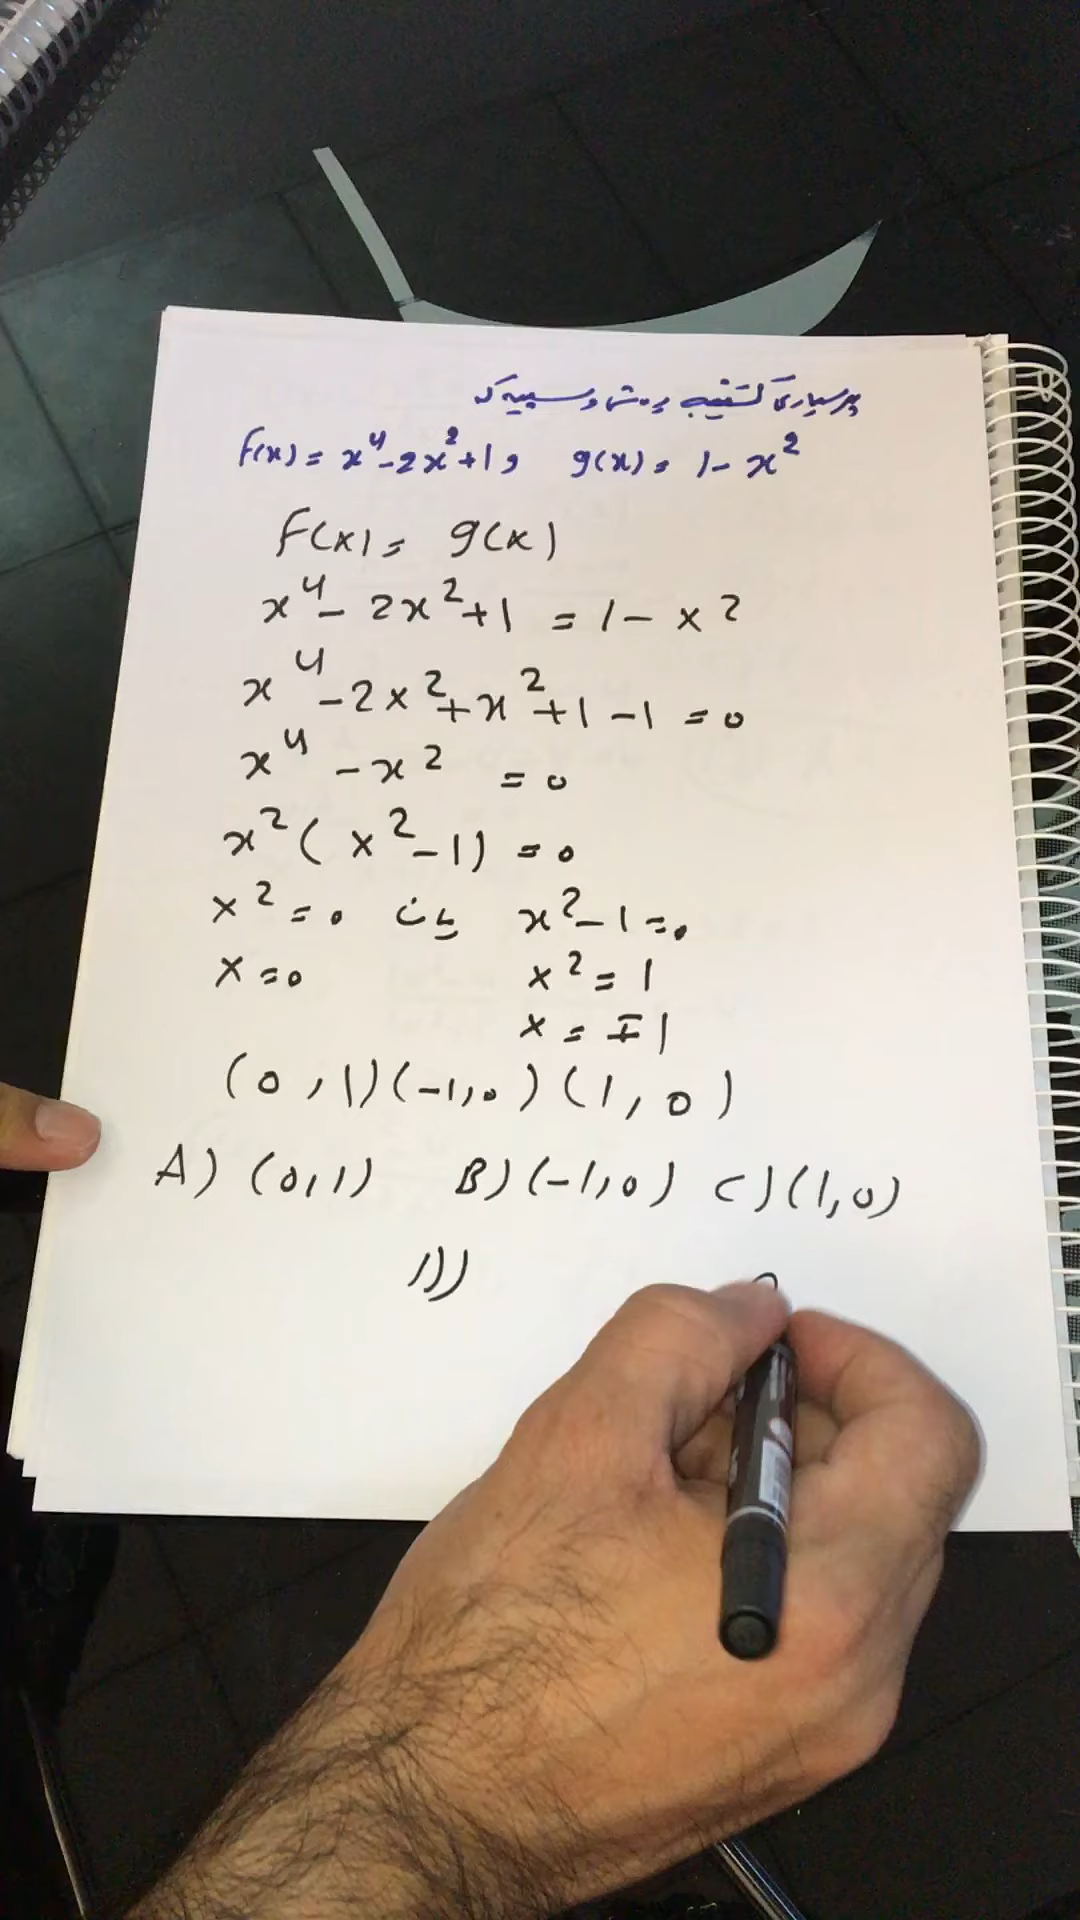 پرسیاری
F(x) = x⁴ - 2x² + 1 , g(x) = 1 - x²
F(x) = g(x)
x⁴ - 2x² + 1 = 1 - x²
x⁴ - 2x² + x² + 1 - 1 = 0
x⁴ - x² = 0
x²(x² - 1) = 0
x² = 0 یان x² - 1 = 0
x = 0 x² = 1
x = ∓1
(0, 1) (-1, 0) (1, 0)
A) (0, 1) B) (-1, 0) C) (1, 0)